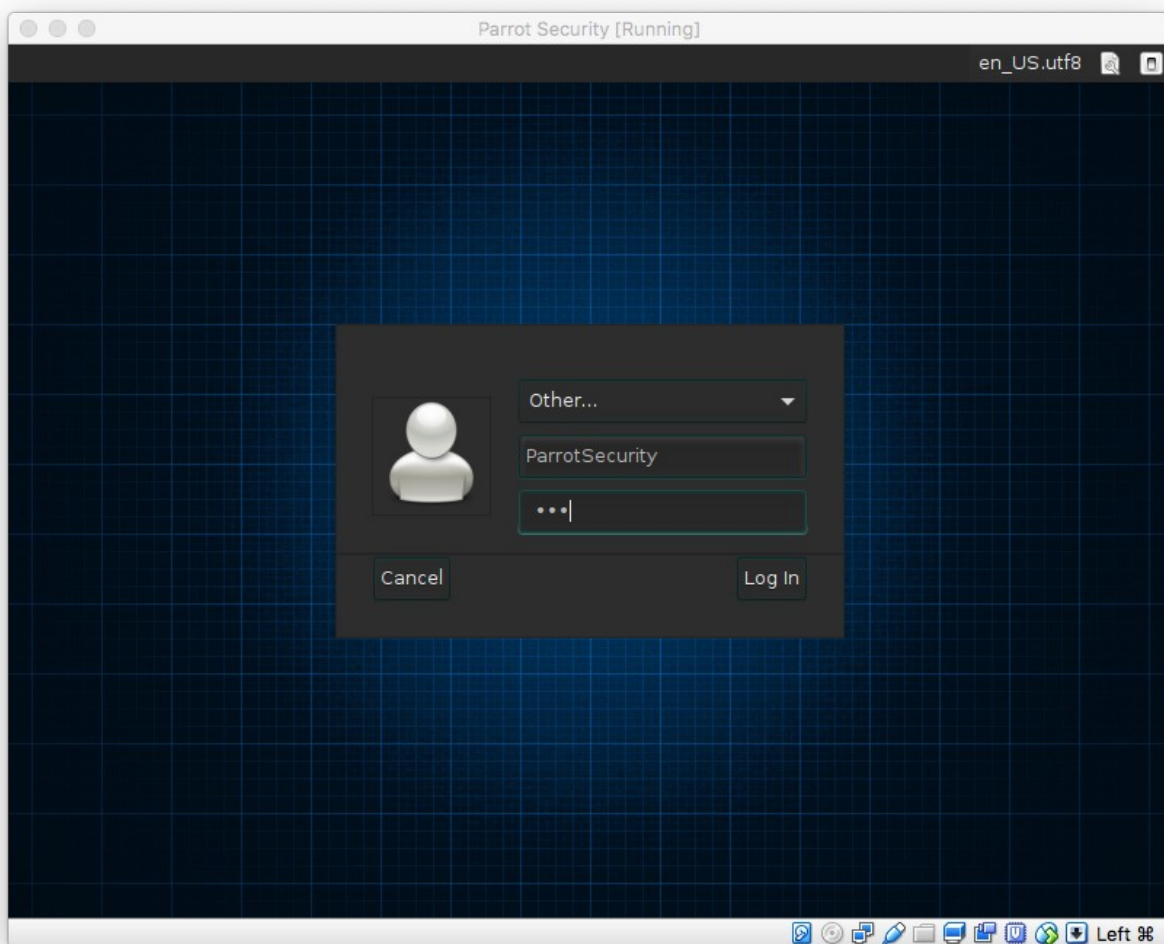 Parrot Security [Running]
en_US.utf8
Other...
ParrotSecurity
•••
Cancel
Log In
Left ⌘